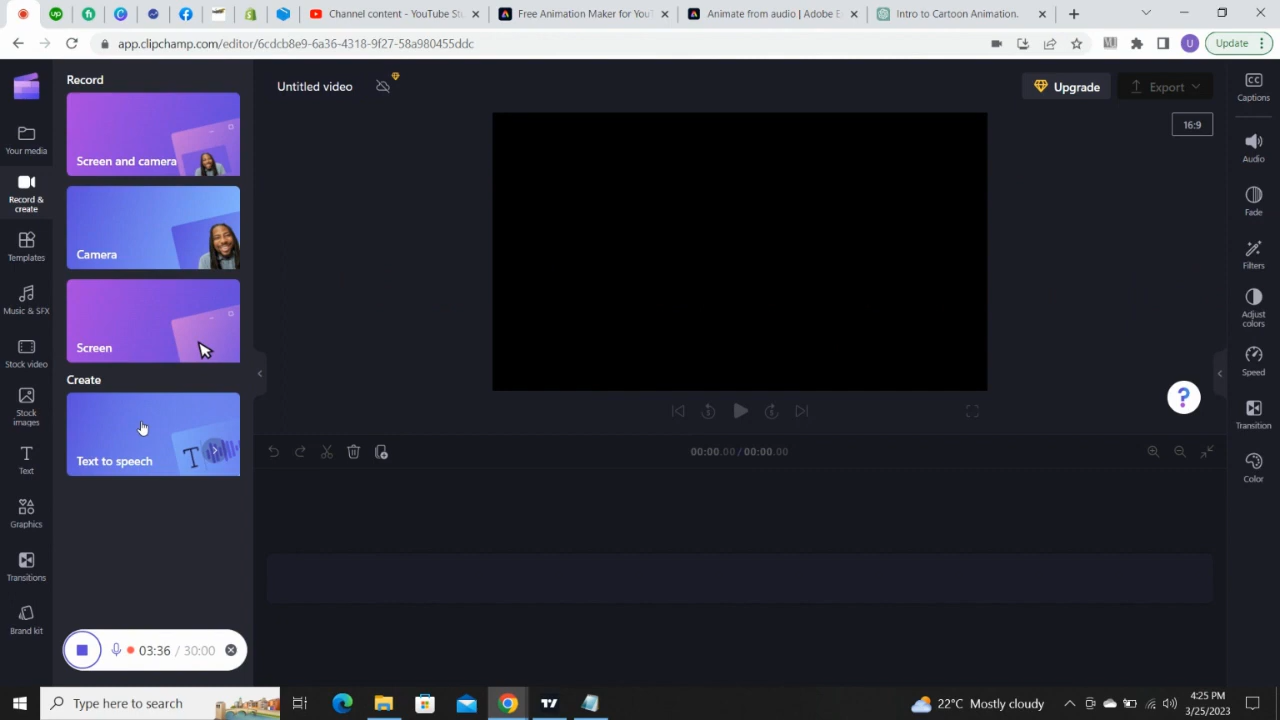 Channel content - YouTube Stu
Free Animation Maker for You
Animate from audio | Adobe E
Intro to Cartoon Animation.
app.clipchamp.com/editor/6cdcb8e9-6a36-4318-9f27-58a980455ddc
U
Update
Record
Screen and camera
Camera
Screen
Create
Text to speech
Your media
Record &
create
Templates
Music & SFX
Stock video
Stock
images
Text
Graphics
Transitions
Brand kit
Untitled video
Upgrade
Export
16:9
00:00.00 / 00:00.00
Captions
Audio
Fade
Filters
Adjust
colors
Speed
Transition
Color
03:36 / 30:00
Type here to search
22°C Mostly cloudy
4:25 PM
3/25/2023